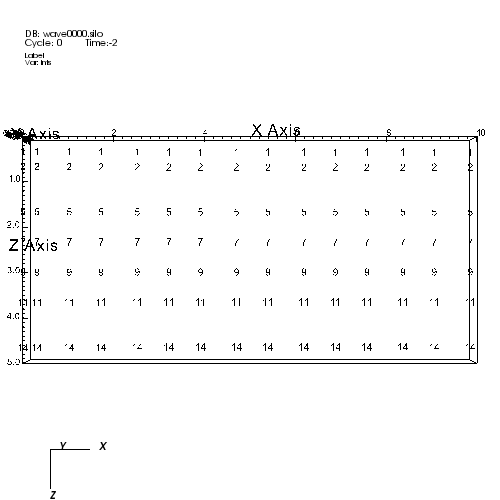 DB: wave0000.silo
Cycle: 0 Time:-2
Label
Var: ints
Axis X Axis
2 4 6 8 10
1 1 1 1 1 1 1 1 1 1 1 1 1 1
2 2 2 2 2 2 2 2 2 2 2 2 2 2 2
1.0
5 5 5 5 5 5 5 5 5 5 5 5 5 5 5
2.0
Z Axis
7 7 7 7 7 7 7 7 7 7 7 7 7 7
3.0
9 9 9 9 9 9 9 9 9 9 9 9 9 9
11 11 11 11 11 11 11 11 11 11 11 11 11 11
4.0
14 14 14 14 14 14 14 14 14 14 14 14 14 14 14
5.0
Y X
Z